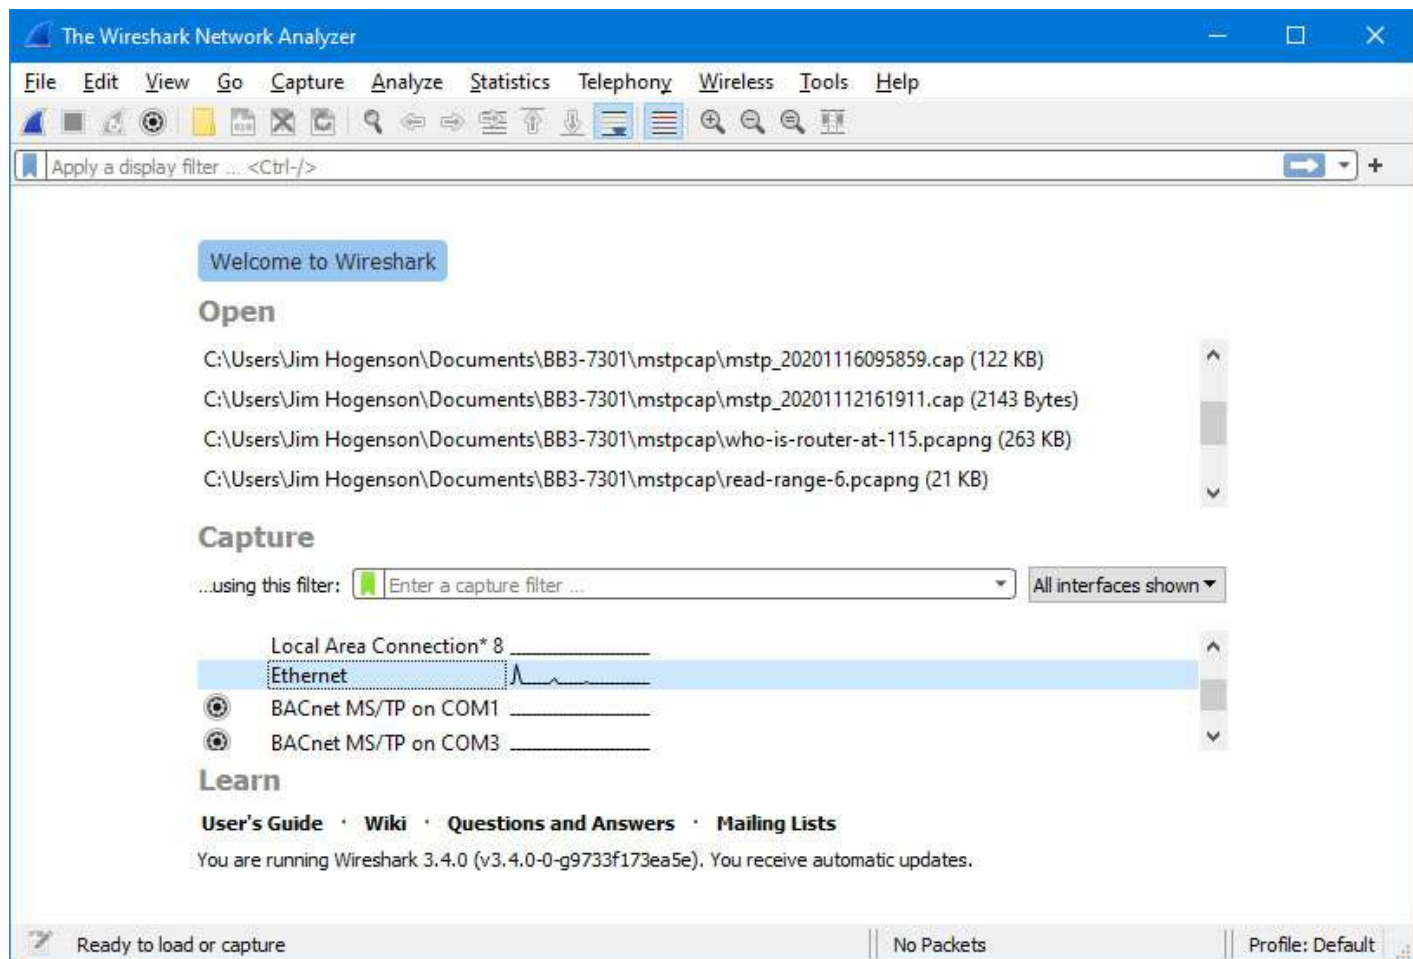 The Wireshark Network Analyzer
File Edit View Go Capture Analyze Statistics Telephony Wireless Tools Help
Apply a display filter ... <Ctrl-/>
Welcome to Wireshark
Open
C:\Users\Jim Hogenson\Documents\BB3-7301\mstpcap\mstp_20201116095859.cap (122 KB)
C:\Users\Jim Hogenson\Documents\BB3-7301\mstpcap\mstp_20201112161911.cap (2143 Bytes)
C:\Users\Jim Hogenson\Documents\BB3-7301\mstpcap\who-is-router-at-115.pcapng (263 KB)
C:\Users\Jim Hogenson\Documents\BB3-7301\mstpcap\read-range-6.pcapng (21 KB)
Capture
...using this filter: Enter a capture filter ... All interfaces shown
Local Area Connection* 8
Ethernet
BACnet MS/TP on COM1
BACnet MS/TP on COM3
Learn
User's Guide · Wiki · Questions and Answers · Mailing Lists
You are running Wireshark 3.4.0 (v3.4.0-0-g9733f173ea5e). You receive automatic updates.
Ready to load or capture No Packets Profile: Default